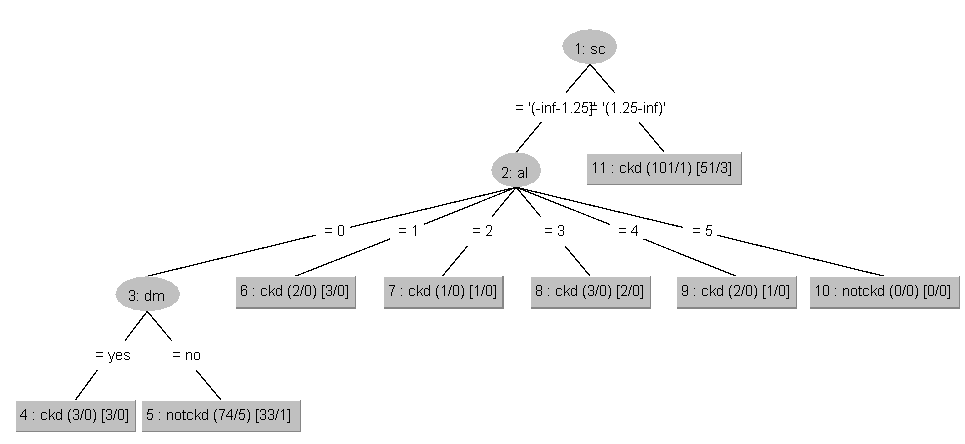 1: sc
= '(-inf-1.25]'
= '(1.25-inf)'
2: al
11 : ckd (101/1) [51/3]
= 0
= 1
= 2
= 3
= 4
= 5
3: dm
6 : ckd (2/0) [3/0]
7 : ckd (1/0) [1/0]
8 : ckd (3/0) [2/0]
9 : ckd (2/0) [1/0]
10 : notckd (0/0) [0/0]
= yes
= no
4 : ckd (3/0) [3/0]
5 : notckd (74/5) [33/1]